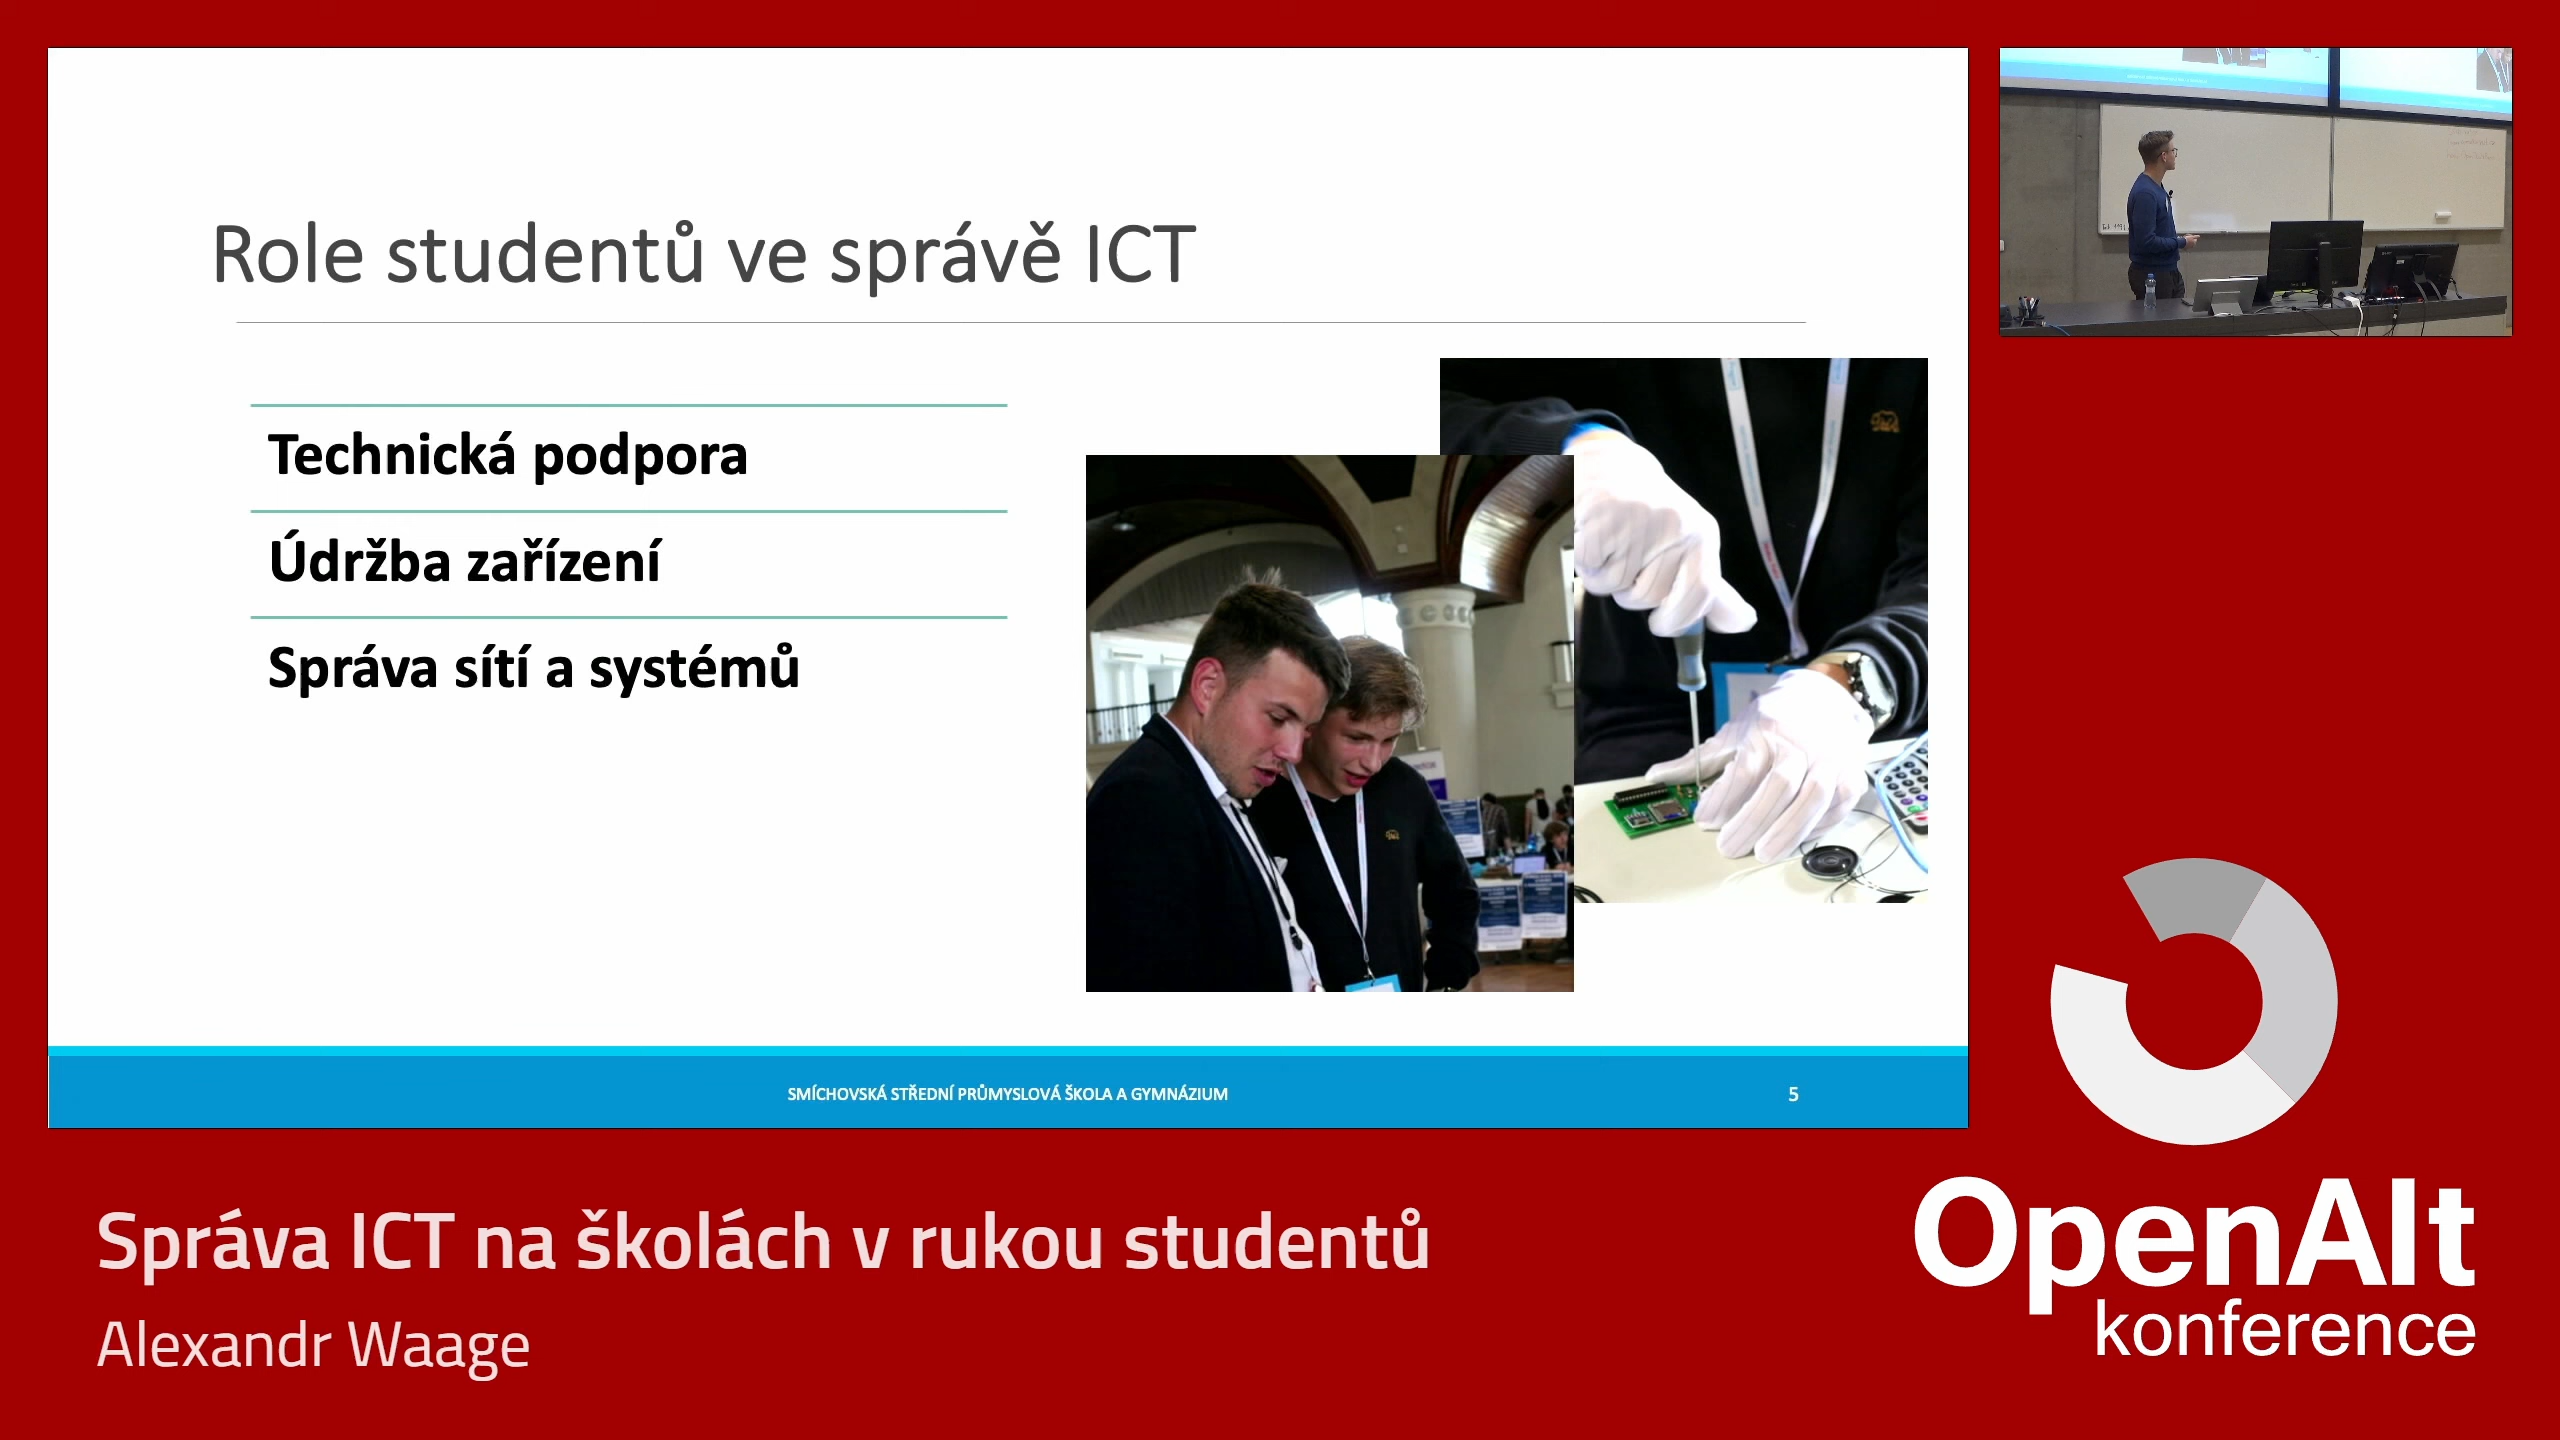 Role studentů ve správě ICT
Technická podpora
Údržba zařízení
Správa sítí a systémů
SMÍCHOVSKÁ STŘEDNÍ PRŮMYSLOVÁ ŠKOLA A GYMNÁZIUM
5
Správa ICT na školách v rukou studentů
Alexandr Waage
OpenAlt
konference